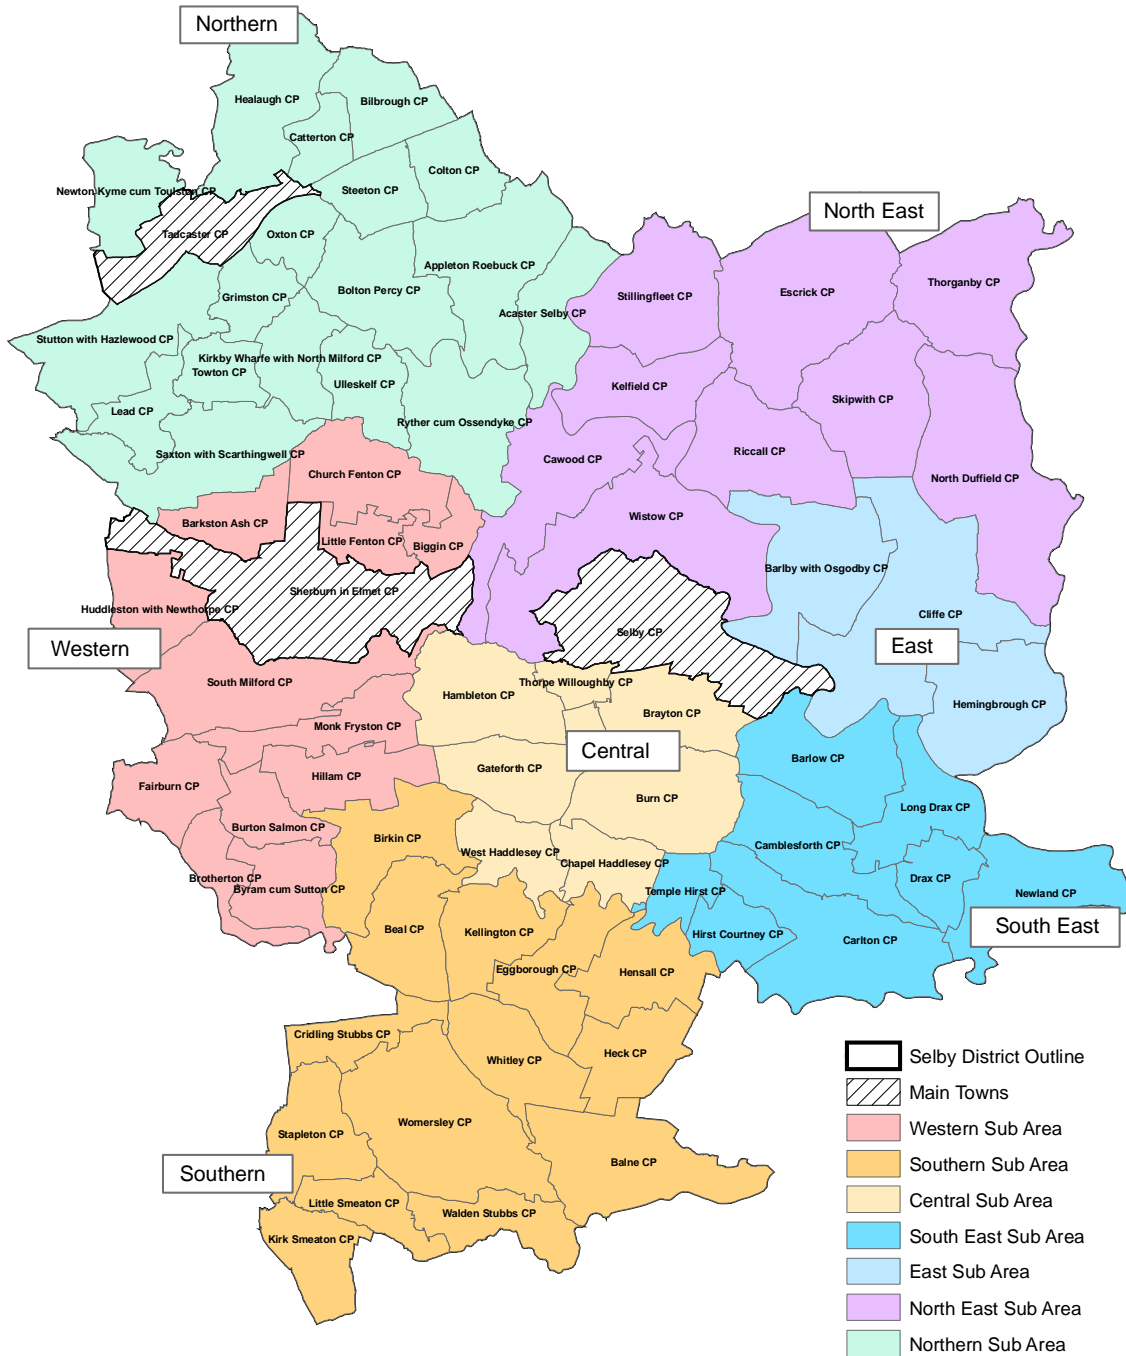 Northern
Healaugh CP
Bilbrough CP
Catterton CP
Colton CP
Steeton CP
Newton Kyme cum Toulston CP
North East
Tadcaster CP
Oxton CP
Appleton Roebuck CP
Thorganby CP
Bolton Percy CP
Escrick CP
Grimston CP
Stillingfleet CP
Acaster Selby CP
Stutton with Hazlewood CP
Kirkby Wharfe with North Milford CP
Towton CP
Ulleskelf CP
Kelfield CP
Skipwith CP
Lead CP
Ryther cum Ossendyke CP
Saxton with Scarthingwell CP
Cawood CP
Riccall CP
Church Fenton CP
North Duffield CP
Wistow CP
Barkston Ash CP
Little Fenton CP
Biggin CP
Barlby with Osgodby CP
Sherburn in Elmet CP
Huddleston with Newthorpe CP
Cliffe CP
Selby CP
Western
East
South Milford CP
Thorpe Willoughby CP
Hambleton CP
Hemingbrough CP
Brayton CP
Monk Fryston CP
Central
Barlow CP
Gateforth CP
Hillam CP
Fairburn CP
Burn CP
Long Drax CP
Burton Salmon CP
Birkin CP
Camblesforth CP
West Haddlesey CP
Chapel Haddlesey CP
Brotherton CP
Drax CP
Byram cum Sutton CP
Temple Hirst CP
Newland CP
South East
Beal CP
Kellington CP
Hirst Courtney CP
Carlton CP
Eggborough CP
Hensall CP
Cridling Stubbs CP
Whitley CP
Heck CP
Selby District Outline
Main Towns
Womersley CP
Western Sub Area
Stapleton CP
Balne CP
Southern
Southern Sub Area
Little Smeaton CP
Central Sub Area
Walden Stubbs CP
Kirk Smeaton CP
South East Sub Area
East Sub Area
North East Sub Area
Northern Sub Area